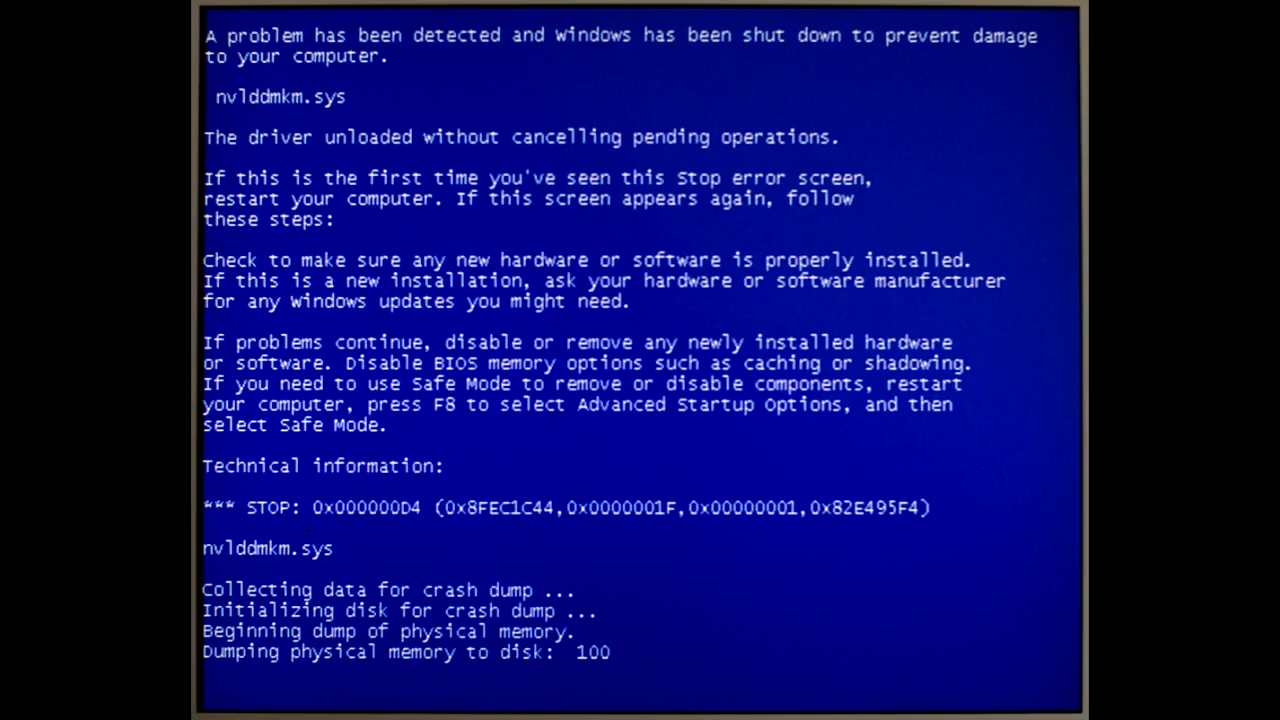 A problem has been detected and Windows has been shut down to prevent damage
to your computer.
nvlddmkm.sys
The driver unloaded without cancelling pending operations.
If this is the first time you've seen this Stop error screen,
restart your computer. If this screen appears again, follow
these steps:
Check to make sure any new hardware or software is properly installed.
If this is a new installation, ask your hardware or software manufacturer
for any Windows updates you might need.
If problems continue, disable or remove any newly installed hardware
or software. Disable BIOS memory options such as caching or shadowing.
If you need to use Safe Mode to remove or disable components, restart
your computer, press F8 to select Advanced Startup Options, and then
select Safe Mode.
Technical information:
*** STOP: 0x000000D4 (0x8FEC1C44,0x0000001F,0x00000001,0x82E495F4)
nvlddmkm.sys
Collecting data for crash dump ...
Initializing disk for crash dump ...
Beginning dump of physical memory.
Dumping physical memory to disk: 100